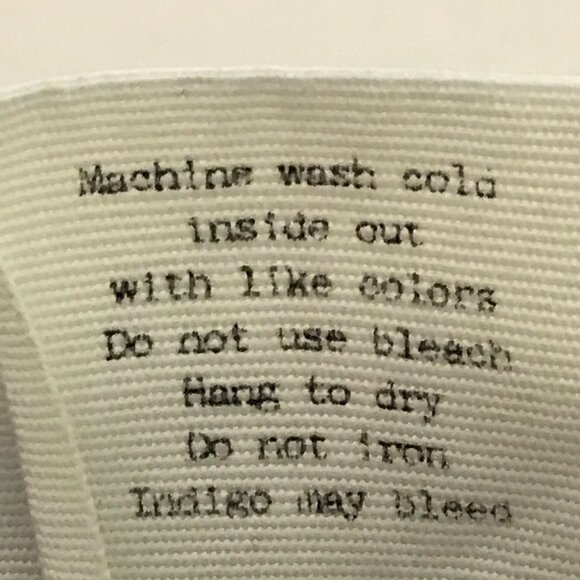 Machine wash cold
inside out
with like colors
Do not use bleach
Hang to dry
Do not iron
Indigo may bleed